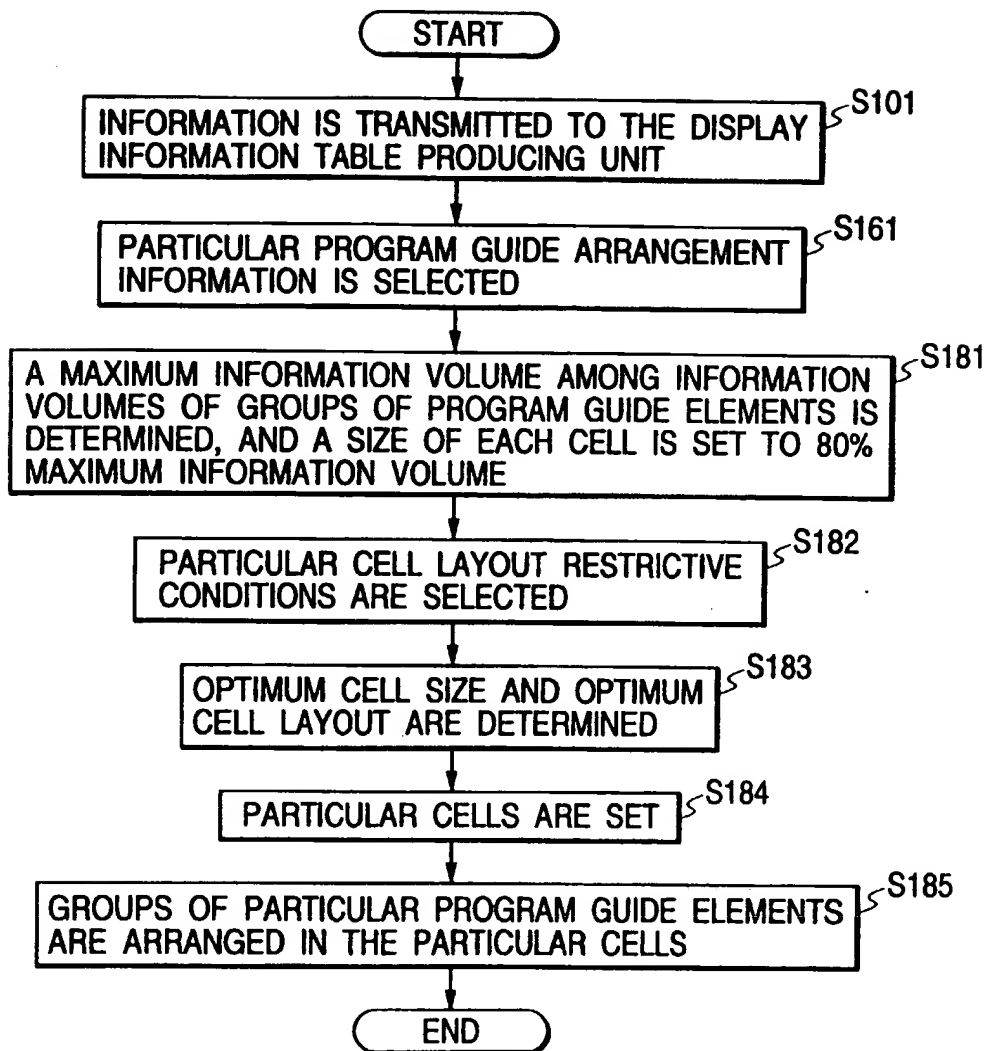 START
S101
INFORMATION IS TRANSMITTED TO THE DISPLAY
INFORMATION TABLE PRODUCING UNIT
S161
PARTICULAR PROGRAM GUIDE ARRANGEMENT
INFORMATION IS SELECTED
S181
A MAXIMUM INFORMATION VOLUME AMONG INFORMATION
VOLUMES OF GROUPS OF PROGRAM GUIDE ELEMENTS IS
DETERMINED, AND A SIZE OF EACH CELL IS SET TO 80%
MAXIMUM INFORMATION VOLUME
S182
PARTICULAR CELL LAYOUT RESTRICTIVE
CONDITIONS ARE SELECTED
S183
OPTIMUM CELL SIZE AND OPTIMUM
CELL LAYOUT ARE DETERMINED
S184
PARTICULAR CELLS ARE SET
S185
GROUPS OF PARTICULAR PROGRAM GUIDE ELEMENTS
ARE ARRANGED IN THE PARTICULAR CELLS
END